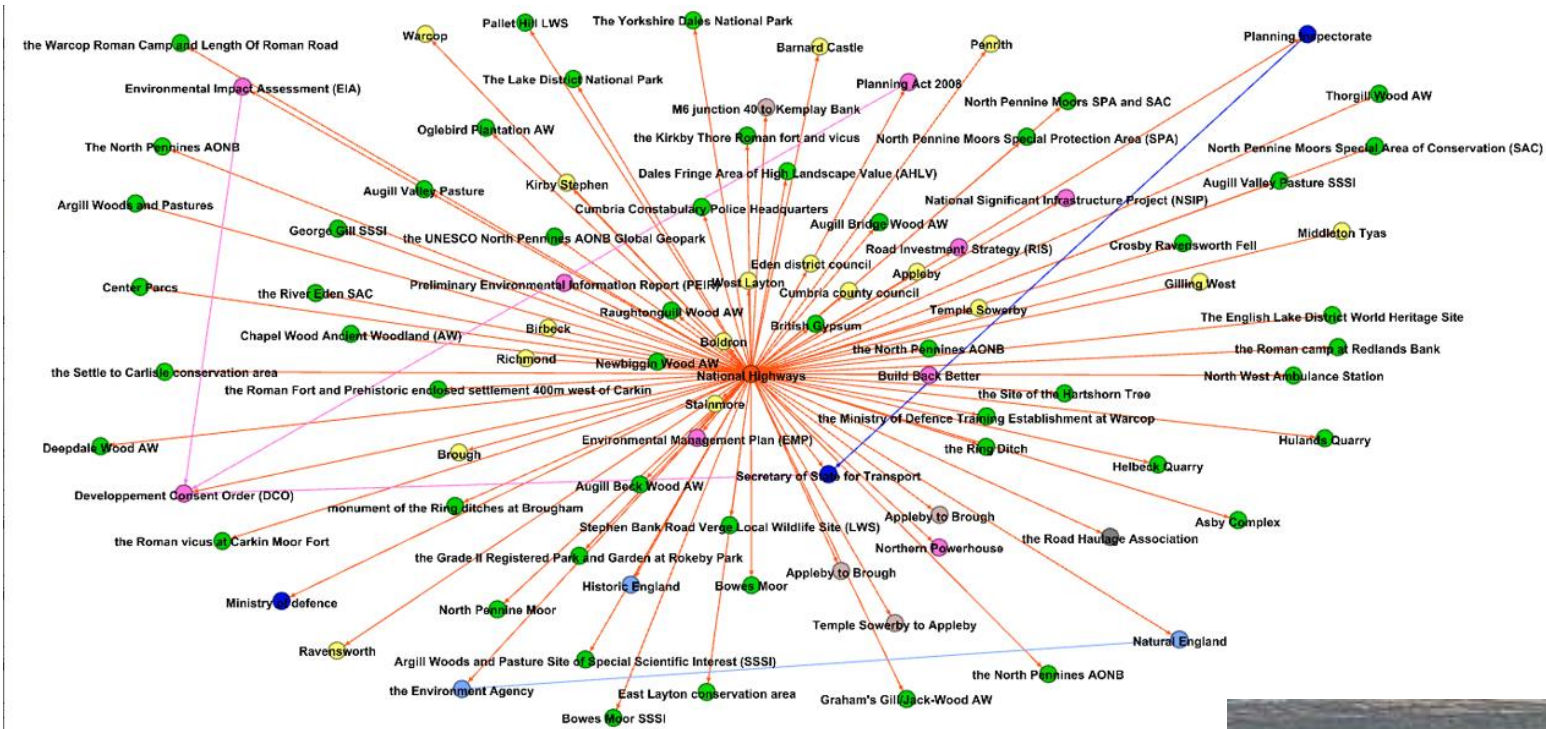 The Yorkshire Dales National Park
Pallet Hill LWS
Warcop
Planning Inspectorate
the Warcop Roman Camp and Length Of Roman Road
Barnard Castle
Penrith
The Lake District National Park
Planning Act 2008
Environmental Impact Assessment (EIA)
Thorgill Wood AW
North Pennine Moors SPA and SAC
M6 junction 40 to Kemplay Bank
Oglebird Plantation AW
the Kirkby Thore Roman fort and vicus
North Pennine Moors Special Protection Area (SPA)
The North Pennines AONB
North Pennine Moors Special Area of Conservation (SAC)
Dales Fringe Area of High Landscape Value (AHLV)
Augill Valley Pasture SSSI
Kirby Stephen
Augill Valley Pasture
National Significant Infrastructure Project (NSIP)
Argill Woods and Pastures
Cumbria Constabulary Police Headquarters
Augill Bridge Wood AW
George Gill SSSI
Middleton Tyas
the UNESCO North Pennines AONB Global Geopark
Crosby Ravensworth Fell
Road Investmant Strategy (RIS)
Eden district council
Appleby
West Layton
Preliminary Environmental Information Report (PEIR)
Gilling West
Center Parcs
the River Eden SAC
Cumbria county council
Temple Sowerby
Raughtonguill Wood AW
The English Lake District World Heritage Site
British Gypsum
Birbeck
Chapel Wood Ancient Woodland (AW)
Boldron
the North Pennines AONB
the Roman camp at Redlands Bank
Richmond
Newbiggin Wood AW
the Settle to Carlisle conservation area
National Highways
Build Back Better
North West Ambulance Station
the Roman Fort and Prehistoric enclosed settlement 400m west of Carkin
the Site of the Hartshorn Tree
Stainmore
the Ministry of Defence Training Establishment at Warcop
Environmental Management Plan (EMP)
Hulands Quarry
Deepdale Wood AW
the Ring Ditch
Brough
Helbeck Quarry
Secretary of State for Transport
Augill Beck Wood AW
Developpement Consent Order (DCO)
monument of the Ring ditches at Brougham
Appleby to Brough
Asby Complex
Stephen Bank Road Verge Local Wildlife Site (LWS)
the Road Haulage Association
the Roman vicus at Carkin Moor Fort
Northern Powerhouse
the Grade II Registered Park and Garden at Rokeby Park
Appleby to Brough
Historic England
Bowes Moor
Ministry of defence
North Pennine Moor
Temple Sowerby to Appleby
Natural England
Ravensworth
Argill Woods and Pasture Site of Special Scientific Interest (SSSI)
the North Pennines AONB
the Environment Agency
East Layton conservation area
Graham's Gill/Jack-Wood AW
Bowes Moor SSSI